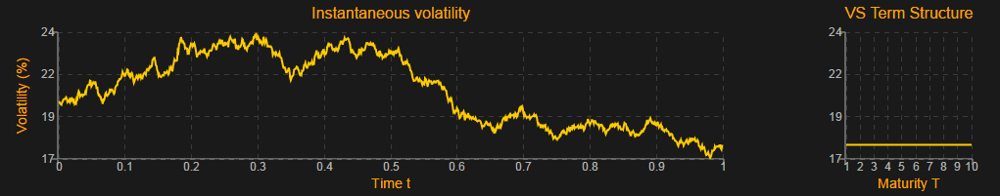 Instantaneous volatility
24
22
19
17
Volatility (%)
0 0.1 0.2 0.3 0.4 0.5 0.6 0.7 0.8 0.9 1
Time t
VS Term Structure
24
22
19
17
1 2 3 4 5 6 7 8 9 10
Maturity T